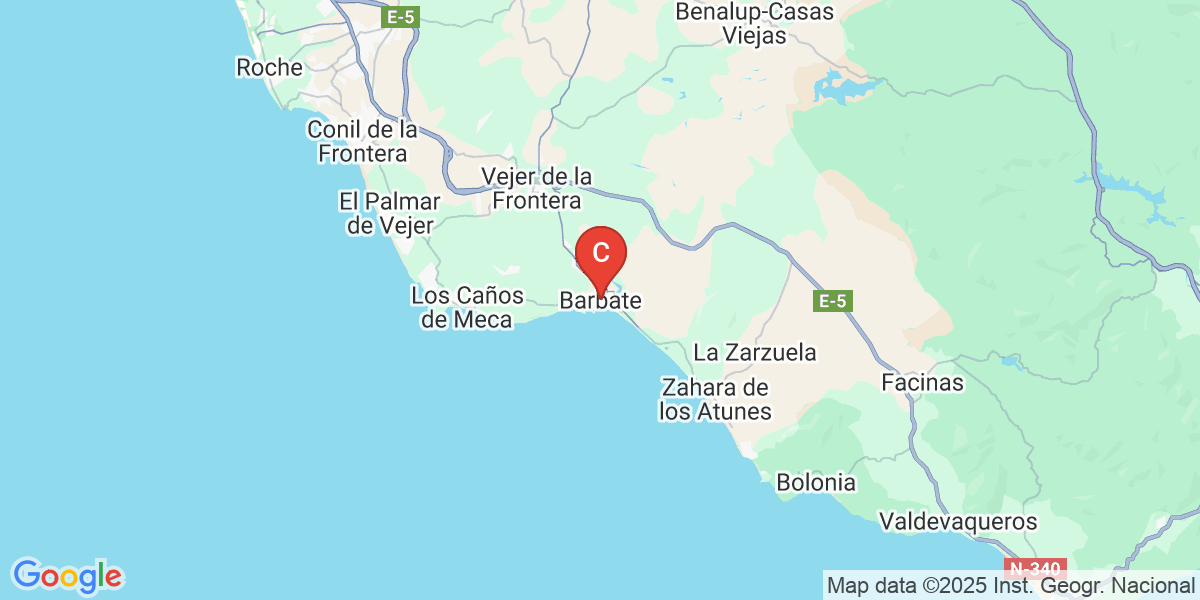 E-5
Benalup-Casas
Viejas
Roche
Conil de la
Frontera
Vejer de la
Frontera
El Palmar
de Vejer
C
Los Caños
de Meca
Barbate
E-5
La Zarzuela
Facinas
Zahara de
los Atunes
Bolonia
Valdevaqueros
N-340
Google
Map data ©2025 Inst. Geogr. Nacional